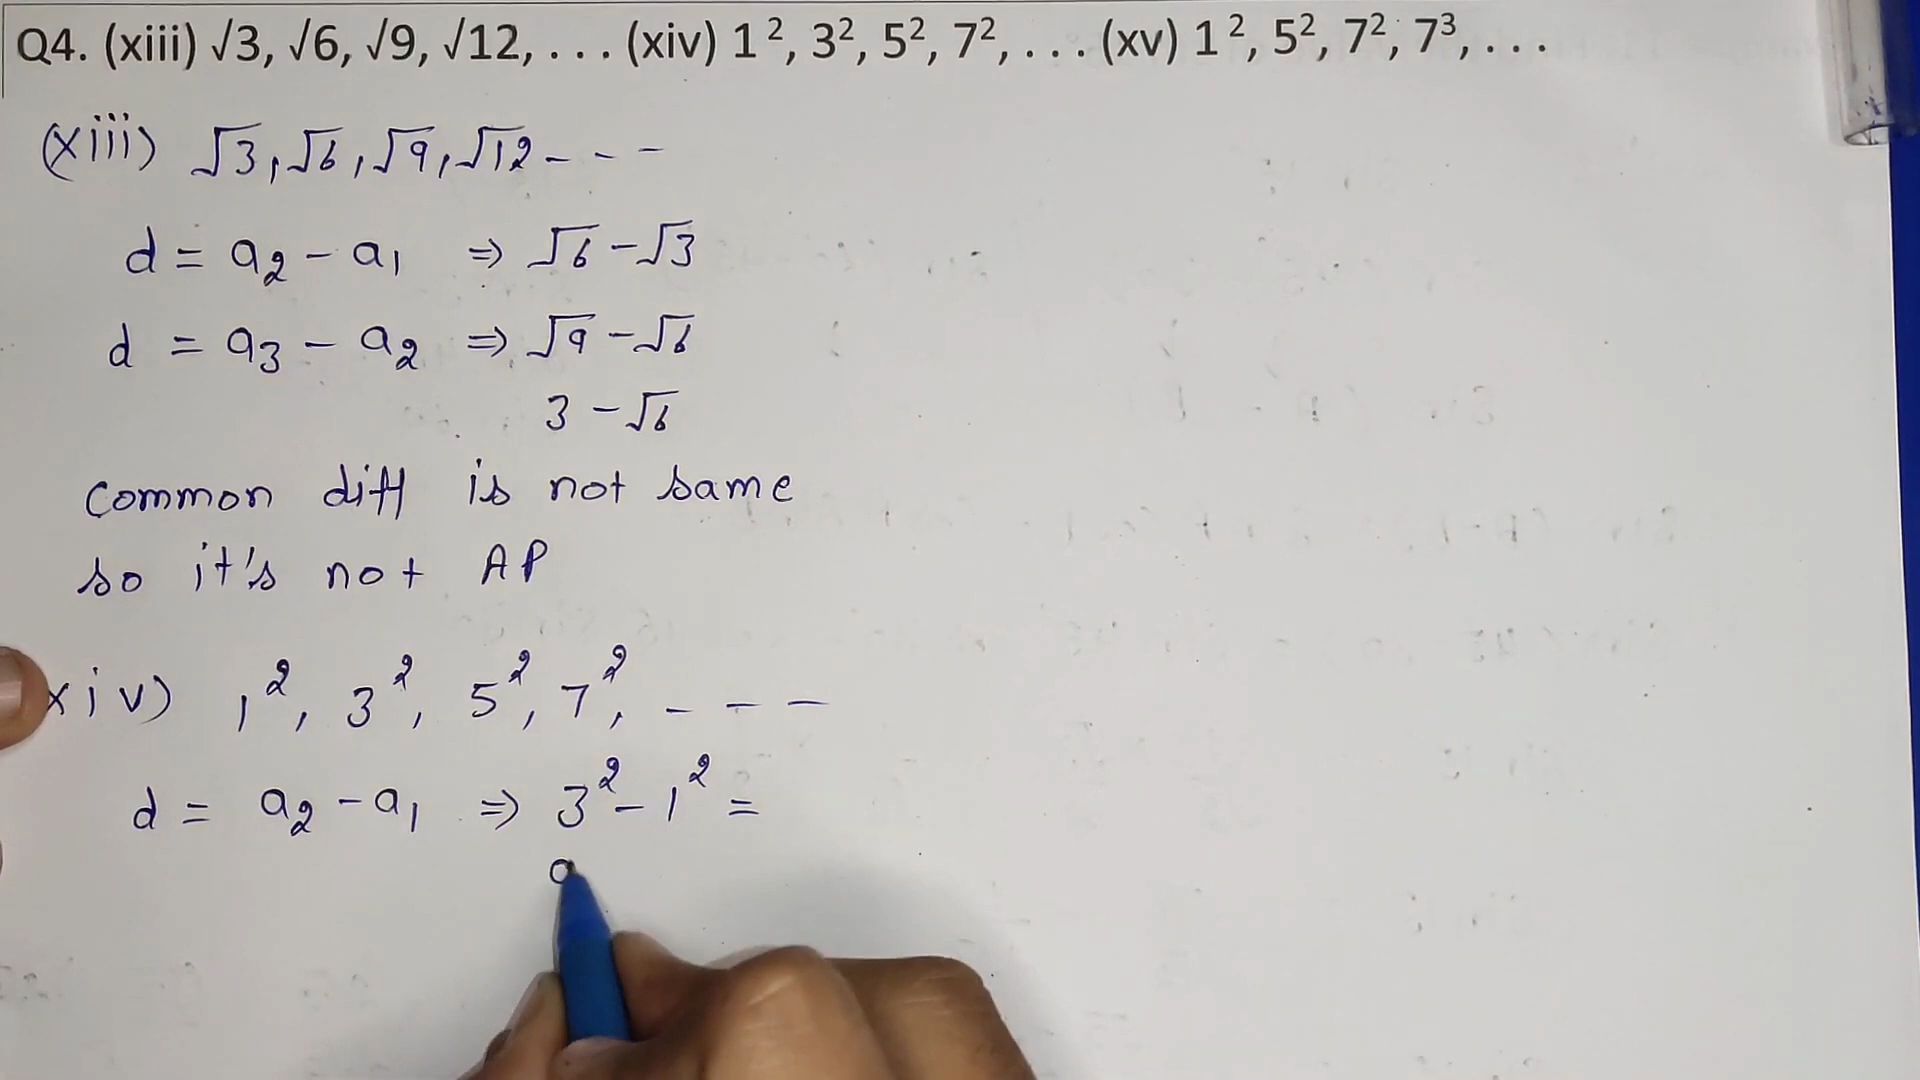 Q4. (xiii) √3, √6, √9, √12, . . . (xiv) 1², 3², 5², 7², . . . (xv) 1², 5², 7², 7³, . . .
(xiii) √3, √6, √9, √12 - - -
d = a₂ - a₁ ⇒ √6 - √3
d = a₃ - a₂ ⇒ √9 - √6
3 - √6
common diff is not same
so it's not AP
xiv) 1², 3², 5², 7², - - -
d = a₂ - a₁ ⇒ 3² - 1² =